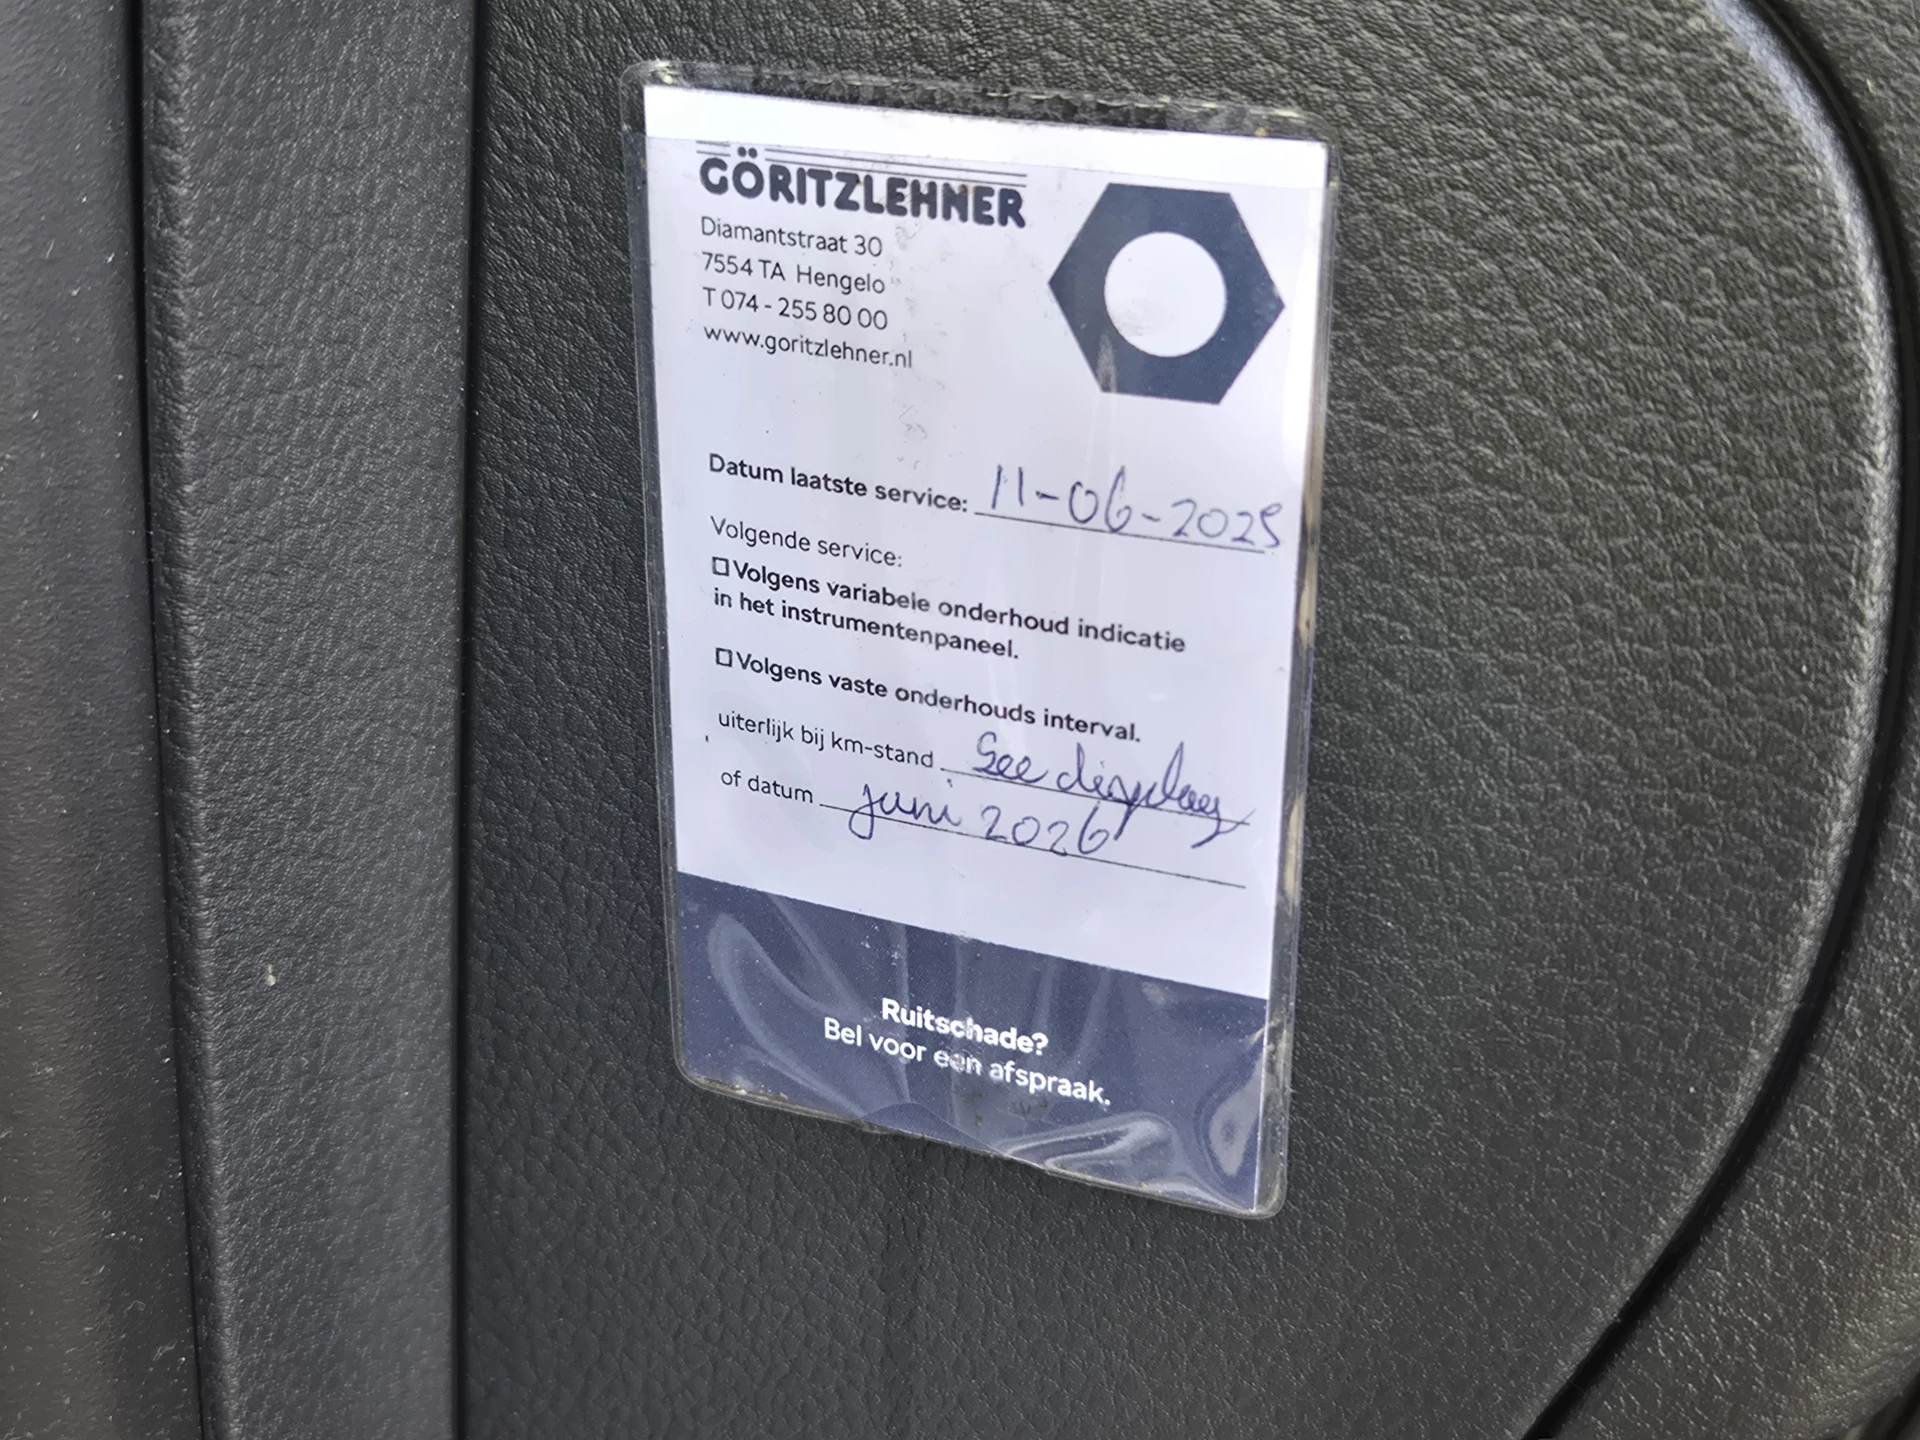 GÖRITZLEHNER
Diamantstraat 30
7554 TA Hengelo
T 074 - 255 80 00
www.goritzlehner.nl
Datum laatste service: 11-06-2025
Volgende service:
☐ Volgens variabele onderhoud indicatie
in het instrumentenpaneel.
☐ Volgens vaste onderhouds interval.
uiterlijk bij km-stand See display
of datum juni 2026
Ruitschade?
Bel voor een afspraak.